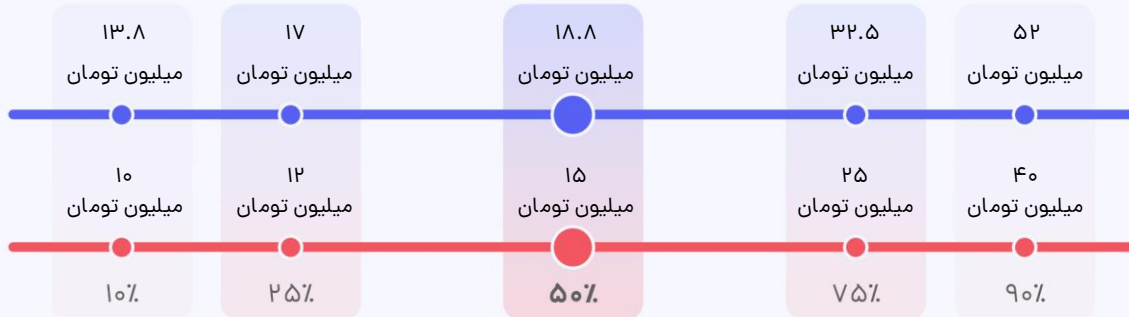 ۱۳.۸ ۱۷ ۱۸.۸ ۳۲.۵ ۵۲
میلیون تومان میلیون تومان میلیون تومان میلیون تومان میلیون تومان
۱۰ ۱۲ ۱۵ ۲۵ ۴۰
میلیون تومان میلیون تومان میلیون تومان میلیون تومان میلیون تومان
۱۰٪ ۲۵٪ ۵۰٪ ۷۵٪ ۹۰٪